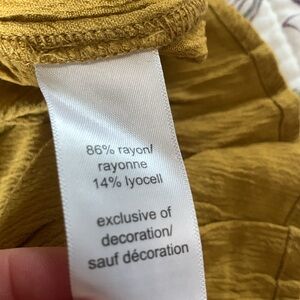 86% rayon/
rayonne
14% lyocell
exclusive of
decoration/
sauf décoration